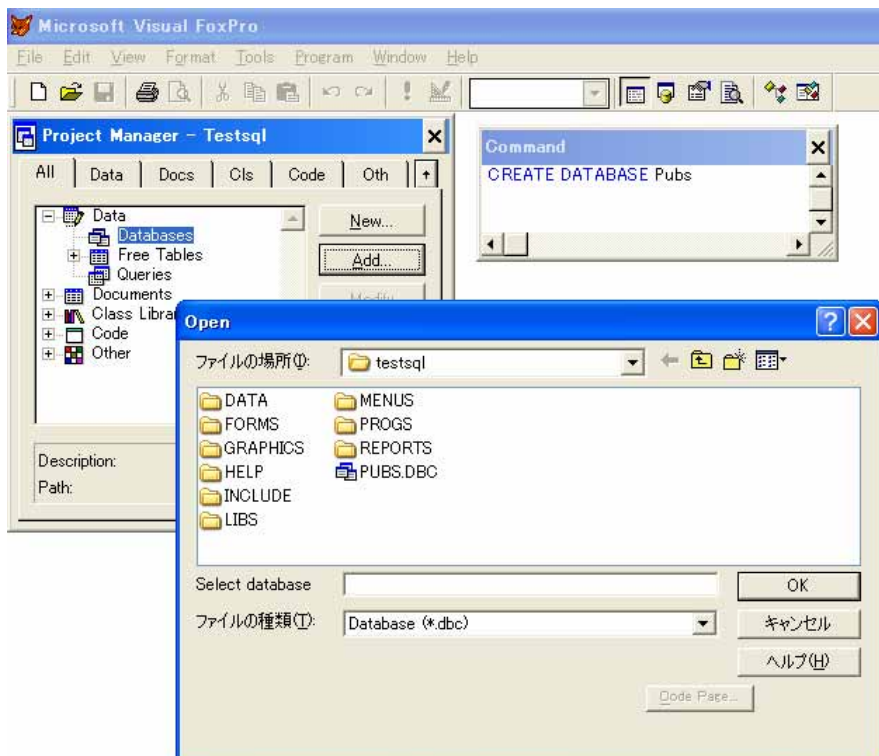 Microsoft Visual FoxPro
File Edit View Format Tools Program Window Help
Project Manager - Testsql
All Data Docs Cls Code Oth
Data
Databases
Free Tables
Queries
Documents
Class Librar
Code
Other
New...
Add...
Modify
Description:
Path:
Command
CREATE DATABASE Pubs
Open
ファイルの場所(I):
testsql
DATA
FORMS
GRAPHICS
HELP
INCLUDE
LIBS
MENUS
PROGS
REPORTS
PUBS.DBC
Select database
OK
ファイルの種類(T):
Database (*.dbc)
キャンセル
ヘルプ(H)
Code Page...